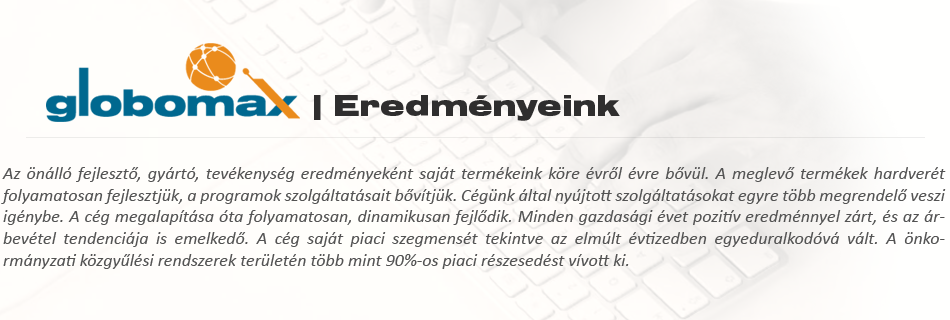 globomax | Eredményeink
Az önálló fejlesztő, gyártó, tevékenység eredményeként saját termékeink köre évről évre bővül. A meglevő termékek hardverét
folyamatosan fejlesztjük, a programok szolgáltatásait bővítjük. Cégünk által nyújtott szolgáltatásokat egyre több megrendelő veszi
igénybe. A cég megalapítása óta folyamatosan, dinamikusan fejlődik. Minden gazdasági évet pozitív eredménnyel zárt, és az ár-
bevétel tendenciája is emelkedő. A cég saját piaci szegmensét tekintve az elmúlt évtizedben egyeduralkodóvá vált. A önko-
rmányzati közgyűlési rendszerek területén több mint 90%-os piaci részesedést vívott ki.